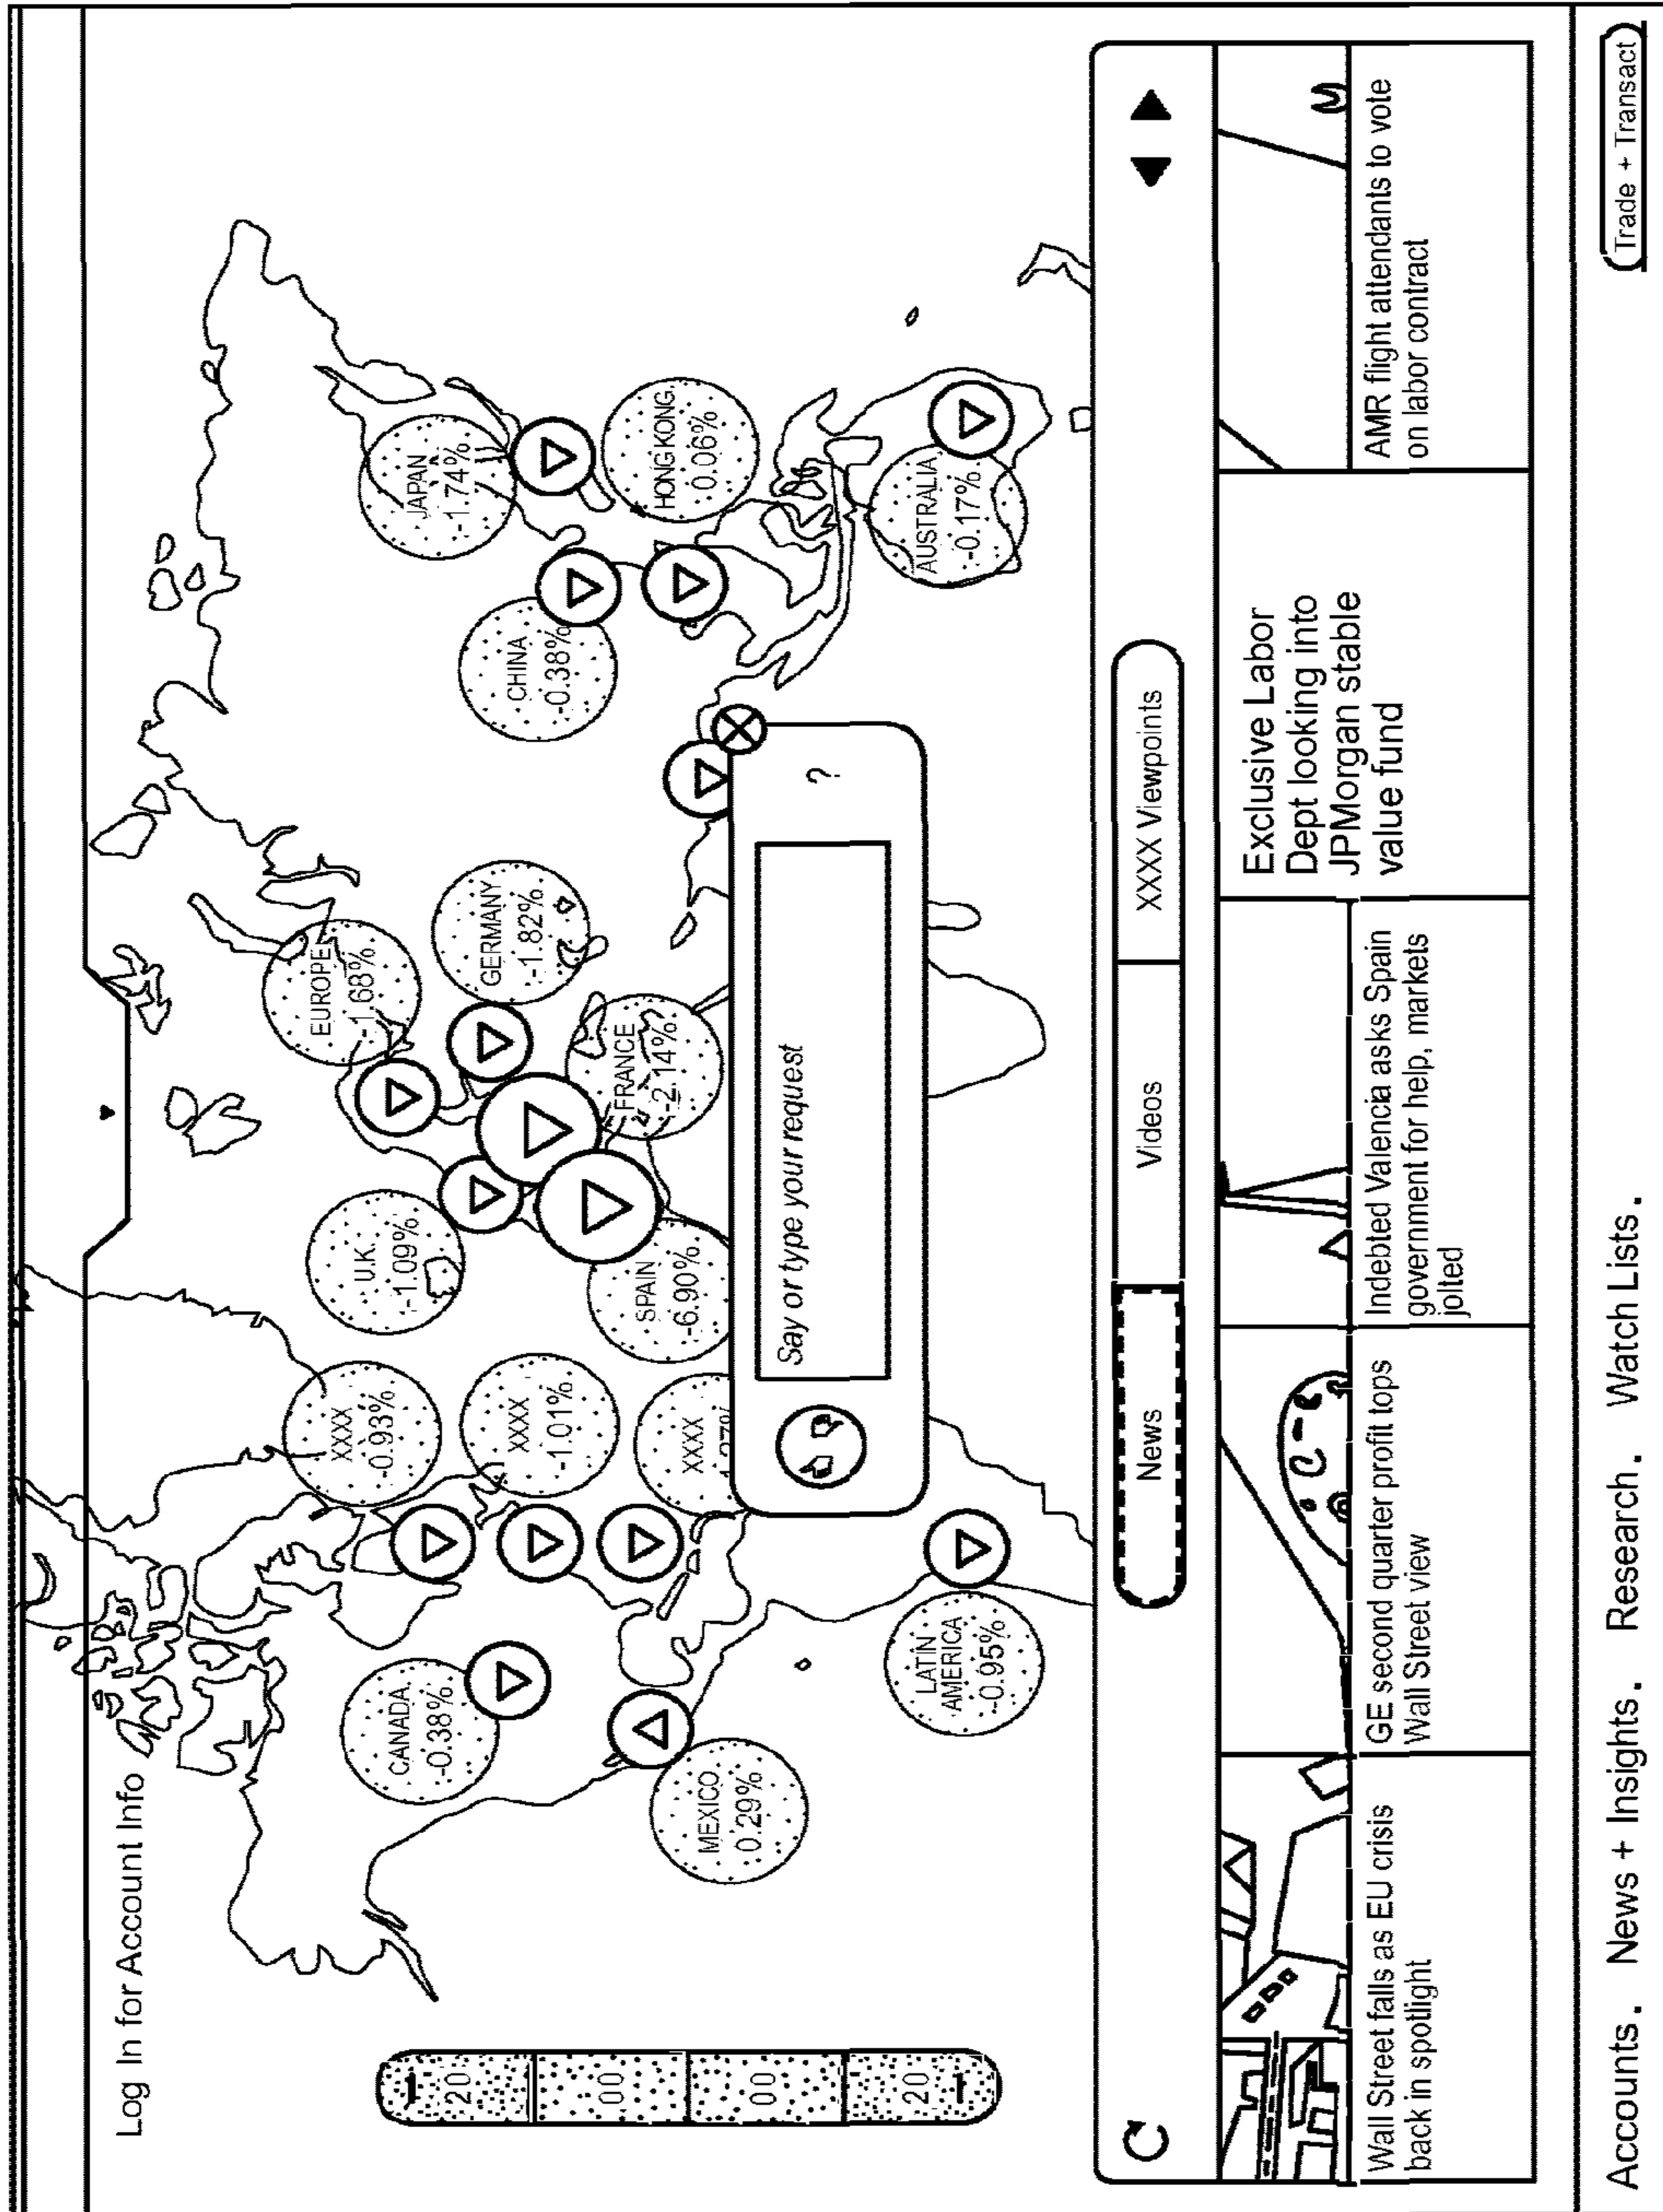 Log In for Account Info
EUROPE
-1.68%
JAPAN
-1.74%
XXXX
-0.93%
U.K.
-1.09%
CANADA
-0.38%
GERMANY
-1.82%
CHINA
-0.38%
XXXX
-1.01%
FRANCE
-2.14%
HONG KONG
0.06%
SPAIN
-6.90%
XXXX
MEXICO
0.29%
AUSTRALIA
-0.17%
LATIN
AMERICA
-0.95%
20
00
00
20
Say or type your request
?
News
Videos
XXXX Viewpoints
Wall Street falls as EU crisis
back in spotlight
GE second quarter profit tops
Wall Street view
Indebted Valencia asks Spain
government for help, markets
jolted
Exclusive Labor
Dept looking into
JPMorgan stable
value fund
AMR flight attendants to vote
on labor contract
Accounts. News + Insights. Research. Watch Lists.
Trade + Transact